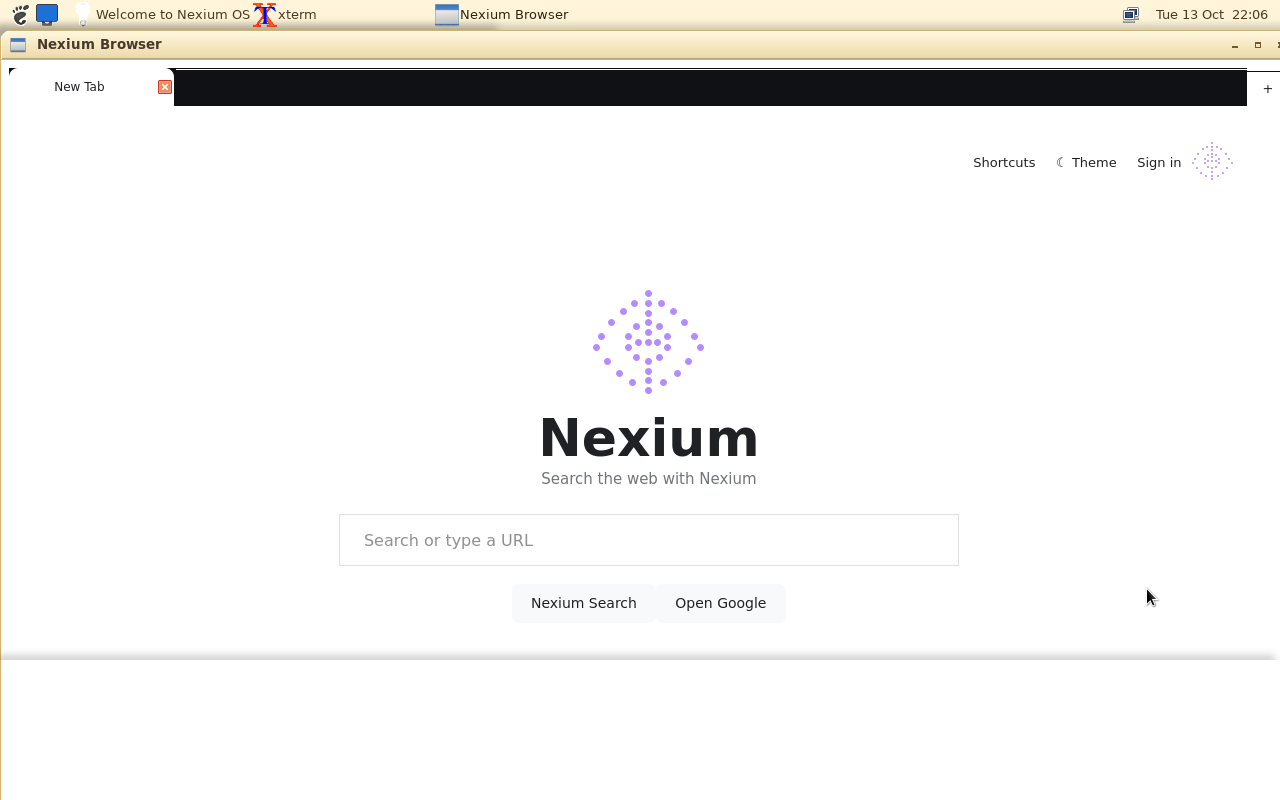 Welcome to Nexium OS xterm Nexium Browser Tue 13 Oct 22:06
Nexium Browser
New Tab +
Shortcuts ☾ Theme Sign in
Nexium
Search the web with Nexium
Search or type a URL
Nexium Search Open Google